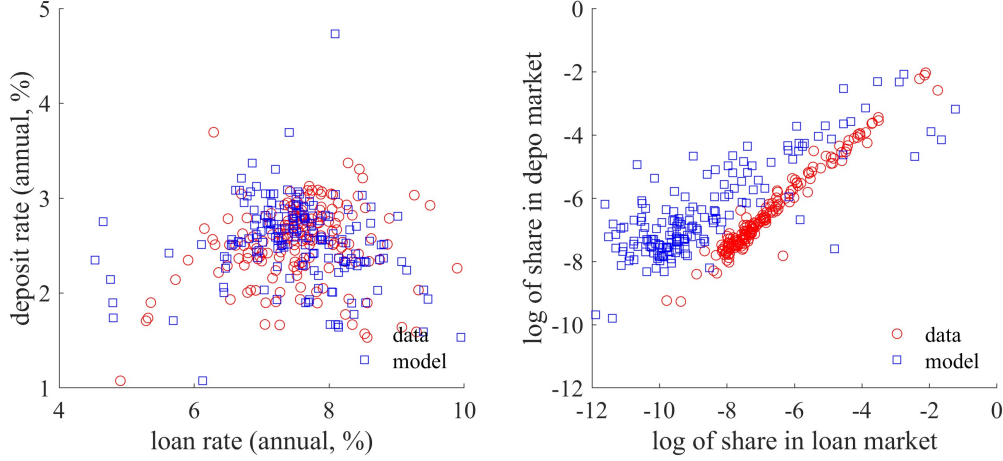 5
4
3
2
1
4
6
8
10
deposit rate (annual, %)
loan rate (annual, %)
data
model
0
-2
-4
-6
-8
-10
-12
-12
-10
-8
-6
-4
-2
0
log of share in depo market
log of share in loan market
data
model